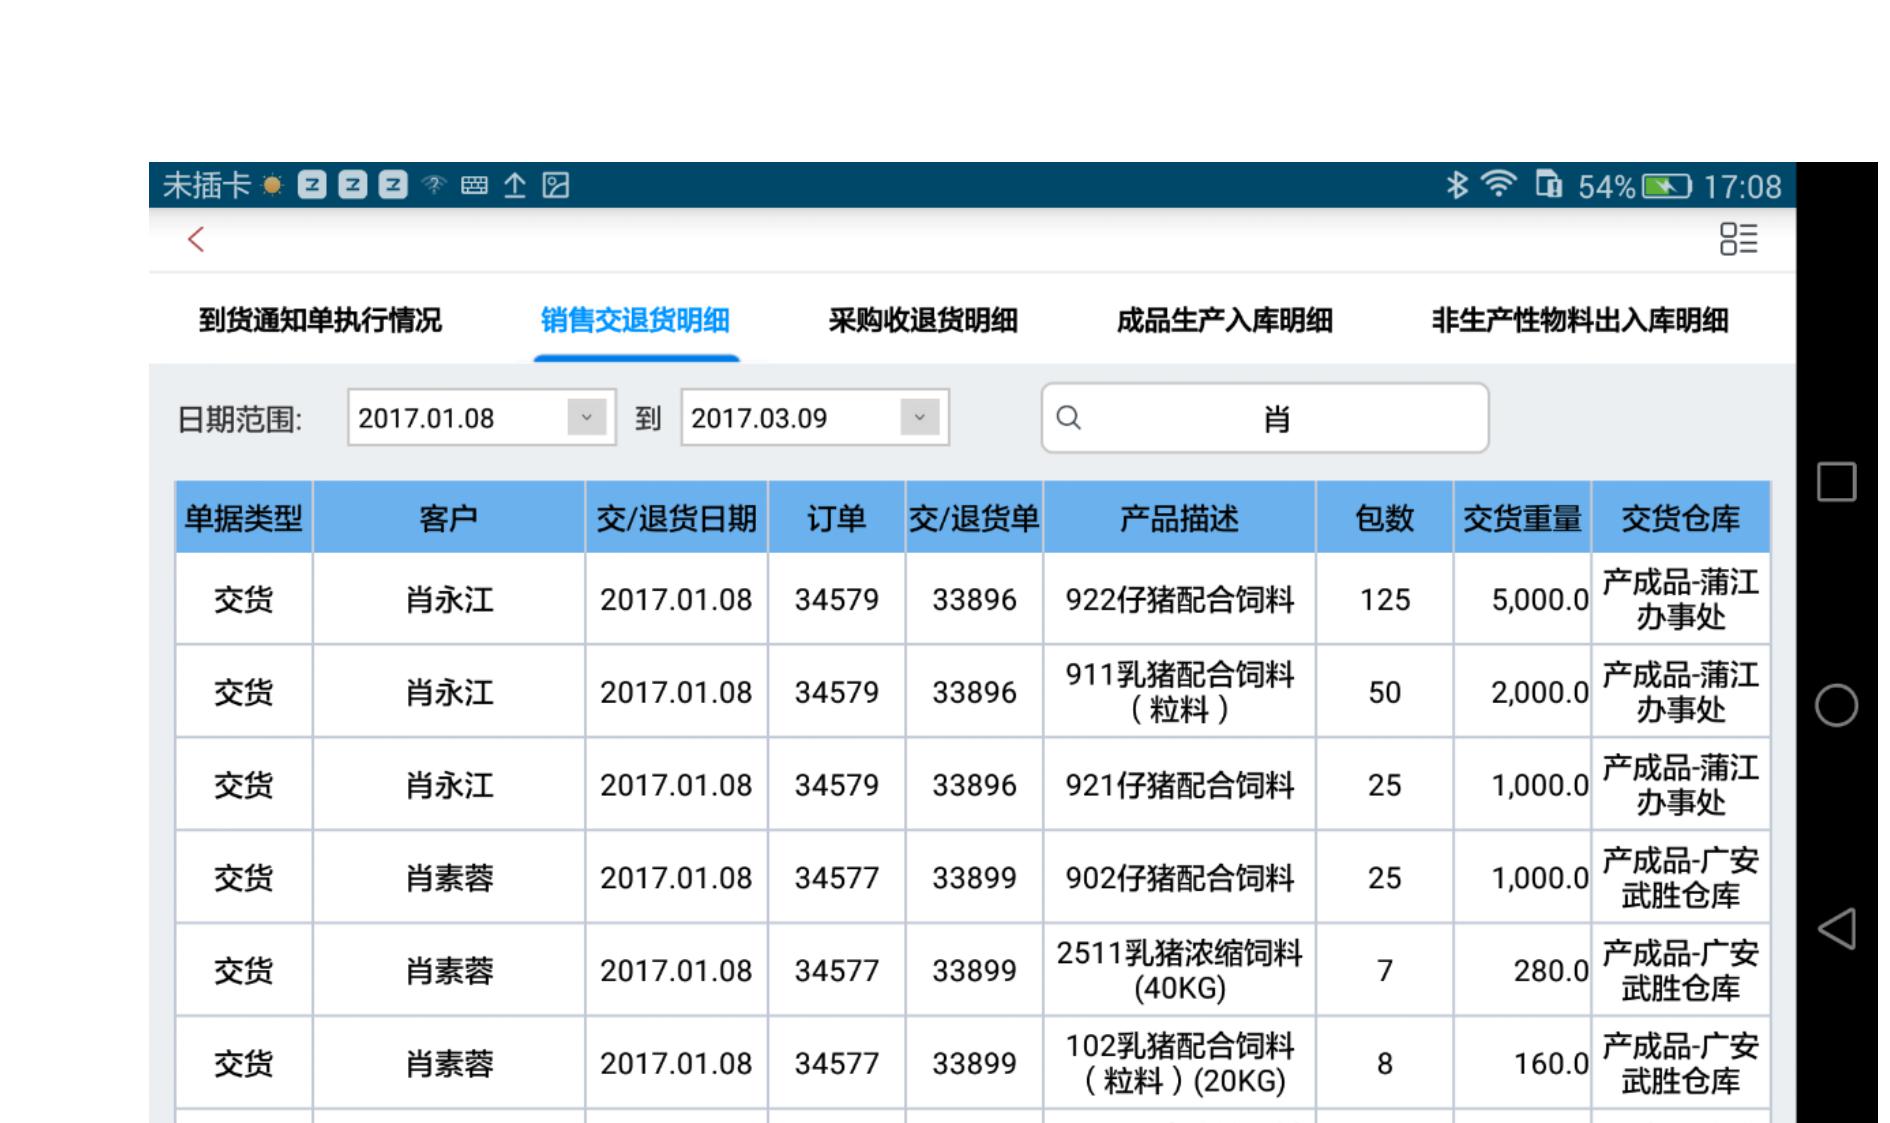 未插卡 54% 17:08
到货通知单执行情况 销售交退货明细 采购收退货明细 成品生产入库明细 非生产性物料出入库明细
日期范围: 2017.01.08 到 2017.03.09 肖
单据类型 客户 交/退货日期 订单 交/退货单 产品描述 包数 交货重量 交货仓库
交货 肖永江 2017.01.08 34579 33896 922仔猪配合饲料 125 5,000.0 产成品-蒲江
办事处
交货 肖永江 2017.01.08 34579 33896 911乳猪配合饲料
（粒料） 50 2,000.0 产成品-蒲江
办事处
交货 肖永江 2017.01.08 34579 33896 921仔猪配合饲料 25 1,000.0 产成品-蒲江
办事处
交货 肖素蓉 2017.01.08 34577 33899 902仔猪配合饲料 25 1,000.0 产成品-广安
武胜仓库
交货 肖素蓉 2017.01.08 34577 33899 2511乳猪浓缩饲料
(40KG) 7 280.0 产成品-广安
武胜仓库
交货 肖素蓉 2017.01.08 34577 33899 102乳猪配合饲料
（粒料）(20KG) 8 160.0 产成品-广安
武胜仓库